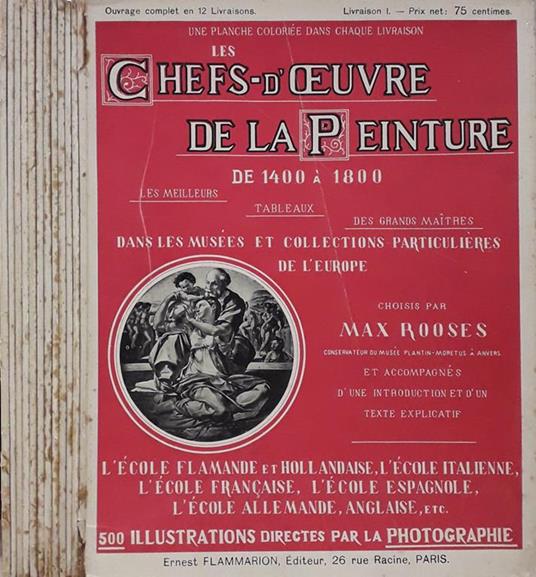 Ouvrage complet en 12 Livraisons. Livraison I. — Prix net: 75 centimes.
UNE PLANCHE COLORIÉE DANS CHAQUE LIVRAISON
LES
CHEFS-D'ŒUVRE
DE LA PEINTURE
DE 1400 À 1800
LES MEILLEURS
TABLEAUX
DES GRANDS MAÎTRES
DANS LES MUSÉES ET COLLECTIONS PARTICULIÈRES
DE L'EUROPE
CHOISIS PAR
MAX ROOSES
CONSERVATEUR DU MUSÉE PLANTIN-MORETUS À ANVERS
ET ACCOMPAGNÉS
D'UNE INTRODUCTION ET D'UN
TEXTE EXPLICATIF
L'ÉCOLE FLAMANDE ET HOLLANDAISE, L'ÉCOLE ITALIENNE,
L'ÉCOLE FRANÇAISE, L'ÉCOLE ESPAGNOLE,
L'ÉCOLE ALLEMANDE, ANGLAISE, ETC.
500 ILLUSTRATIONS DIRECTES PAR LA PHOTOGRAPHIE
Ernest FLAMMARION, Éditeur, 26 rue Racine, PARIS.